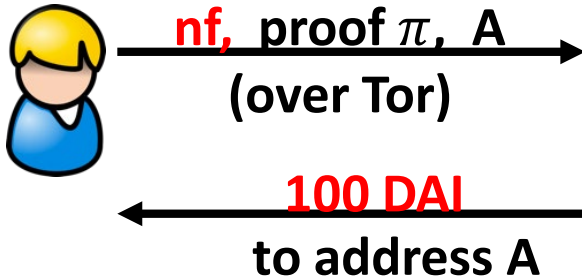 nf, proof π, A
(over Tor)
100 DAI
to address A